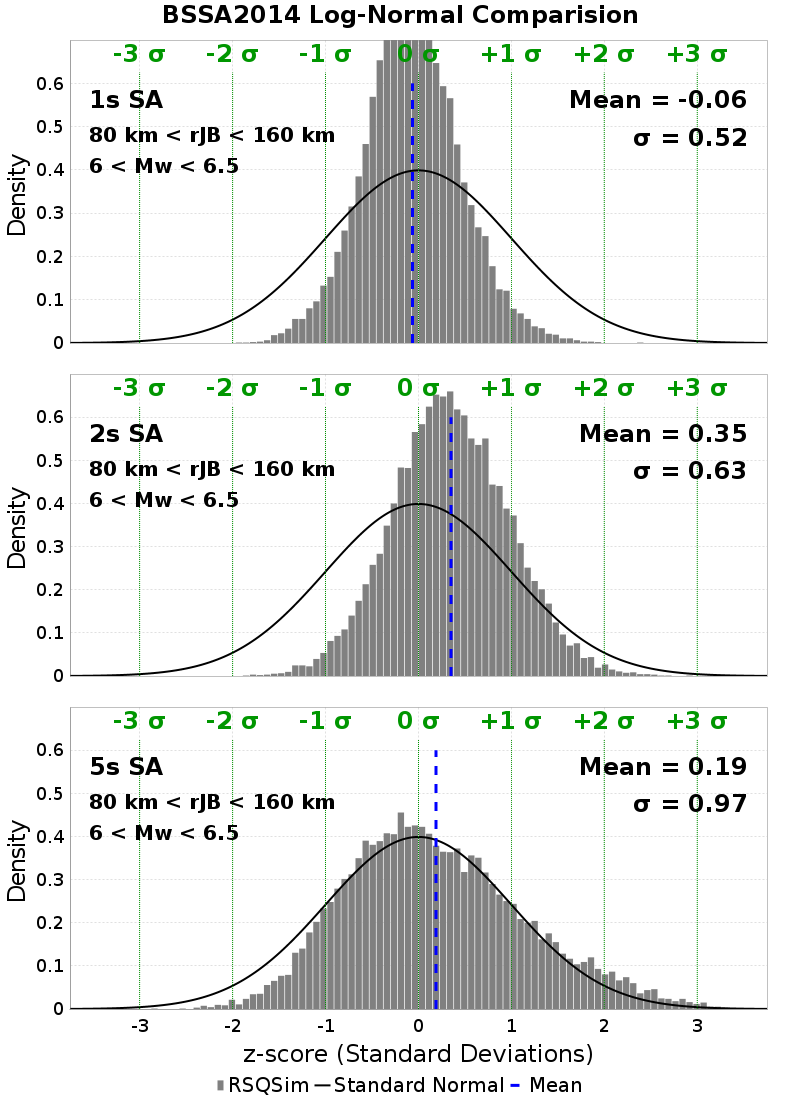 BSSA2014 Log-Normal Comparision
-3 σ -2 σ -1 σ 0 σ +1 σ +2 σ +3 σ
1s SA
Mean = -0.06
80 km < rJB < 160 km
σ = 0.52
6 < Mw < 6.5
0.6
0.5
0.4
0.3
0.2
0.1
0
Density
-3 σ -2 σ -1 σ 0 σ +1 σ +2 σ +3 σ
2s SA
Mean = 0.35
80 km < rJB < 160 km
σ = 0.63
6 < Mw < 6.5
0.6
0.5
0.4
0.3
0.2
0.1
0
Density
-3 σ -2 σ -1 σ 0 σ +1 σ +2 σ +3 σ
5s SA
Mean = 0.19
80 km < rJB < 160 km
σ = 0.97
6 < Mw < 6.5
0.6
0.5
0.4
0.3
0.2
0.1
0
Density
-3 -2 -1 0 1 2 3
z-score (Standard Deviations)
RSQSim Standard Normal Mean